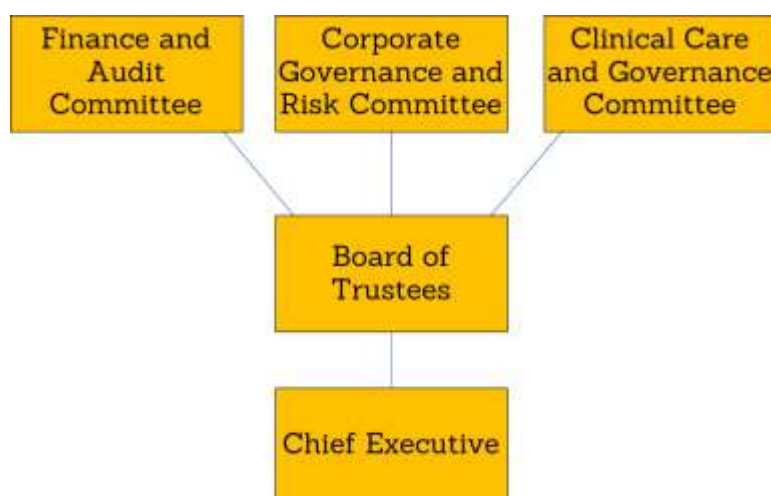 Finance and
Audit
Committee
Corporate
Governance and
Risk Committee
Clinical Care
and Governance
Committee
Board of
Trustees
Chief Executive